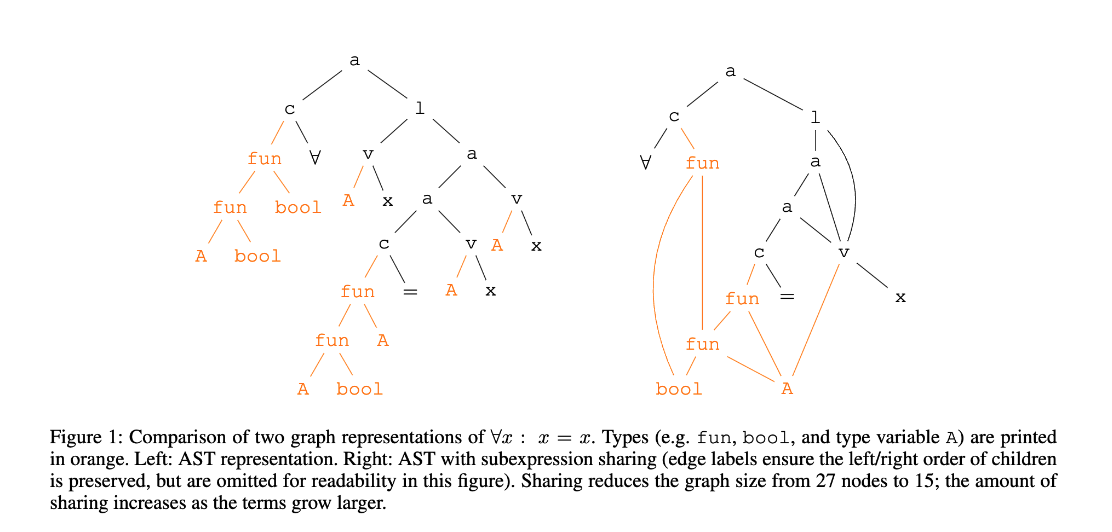 a
c l
fun ∀ v a
fun bool A x a v
A bool c v A x
fun = A x
fun A
A bool
a
c l
∀ fun a
a
c v
fun = x
fun
bool A
Figure 1: Comparison of two graph representations of ∀x : x = x. Types (e.g. fun, bool, and type variable A) are printed
in orange. Left: AST representation. Right: AST with subexpression sharing (edge labels ensure the left/right order of children
is preserved, but are omitted for readability in this figure). Sharing reduces the graph size from 27 nodes to 15; the amount of
sharing increases as the terms grow larger.